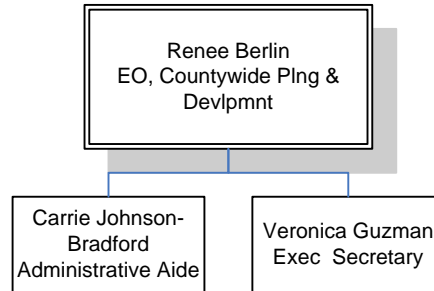 Renee Berlin
EO, Countywide Plng &
Devlpmnt
Carrie Johnson-
Bradford
Administrative Aide
Veronica Guzman
Exec Secretary